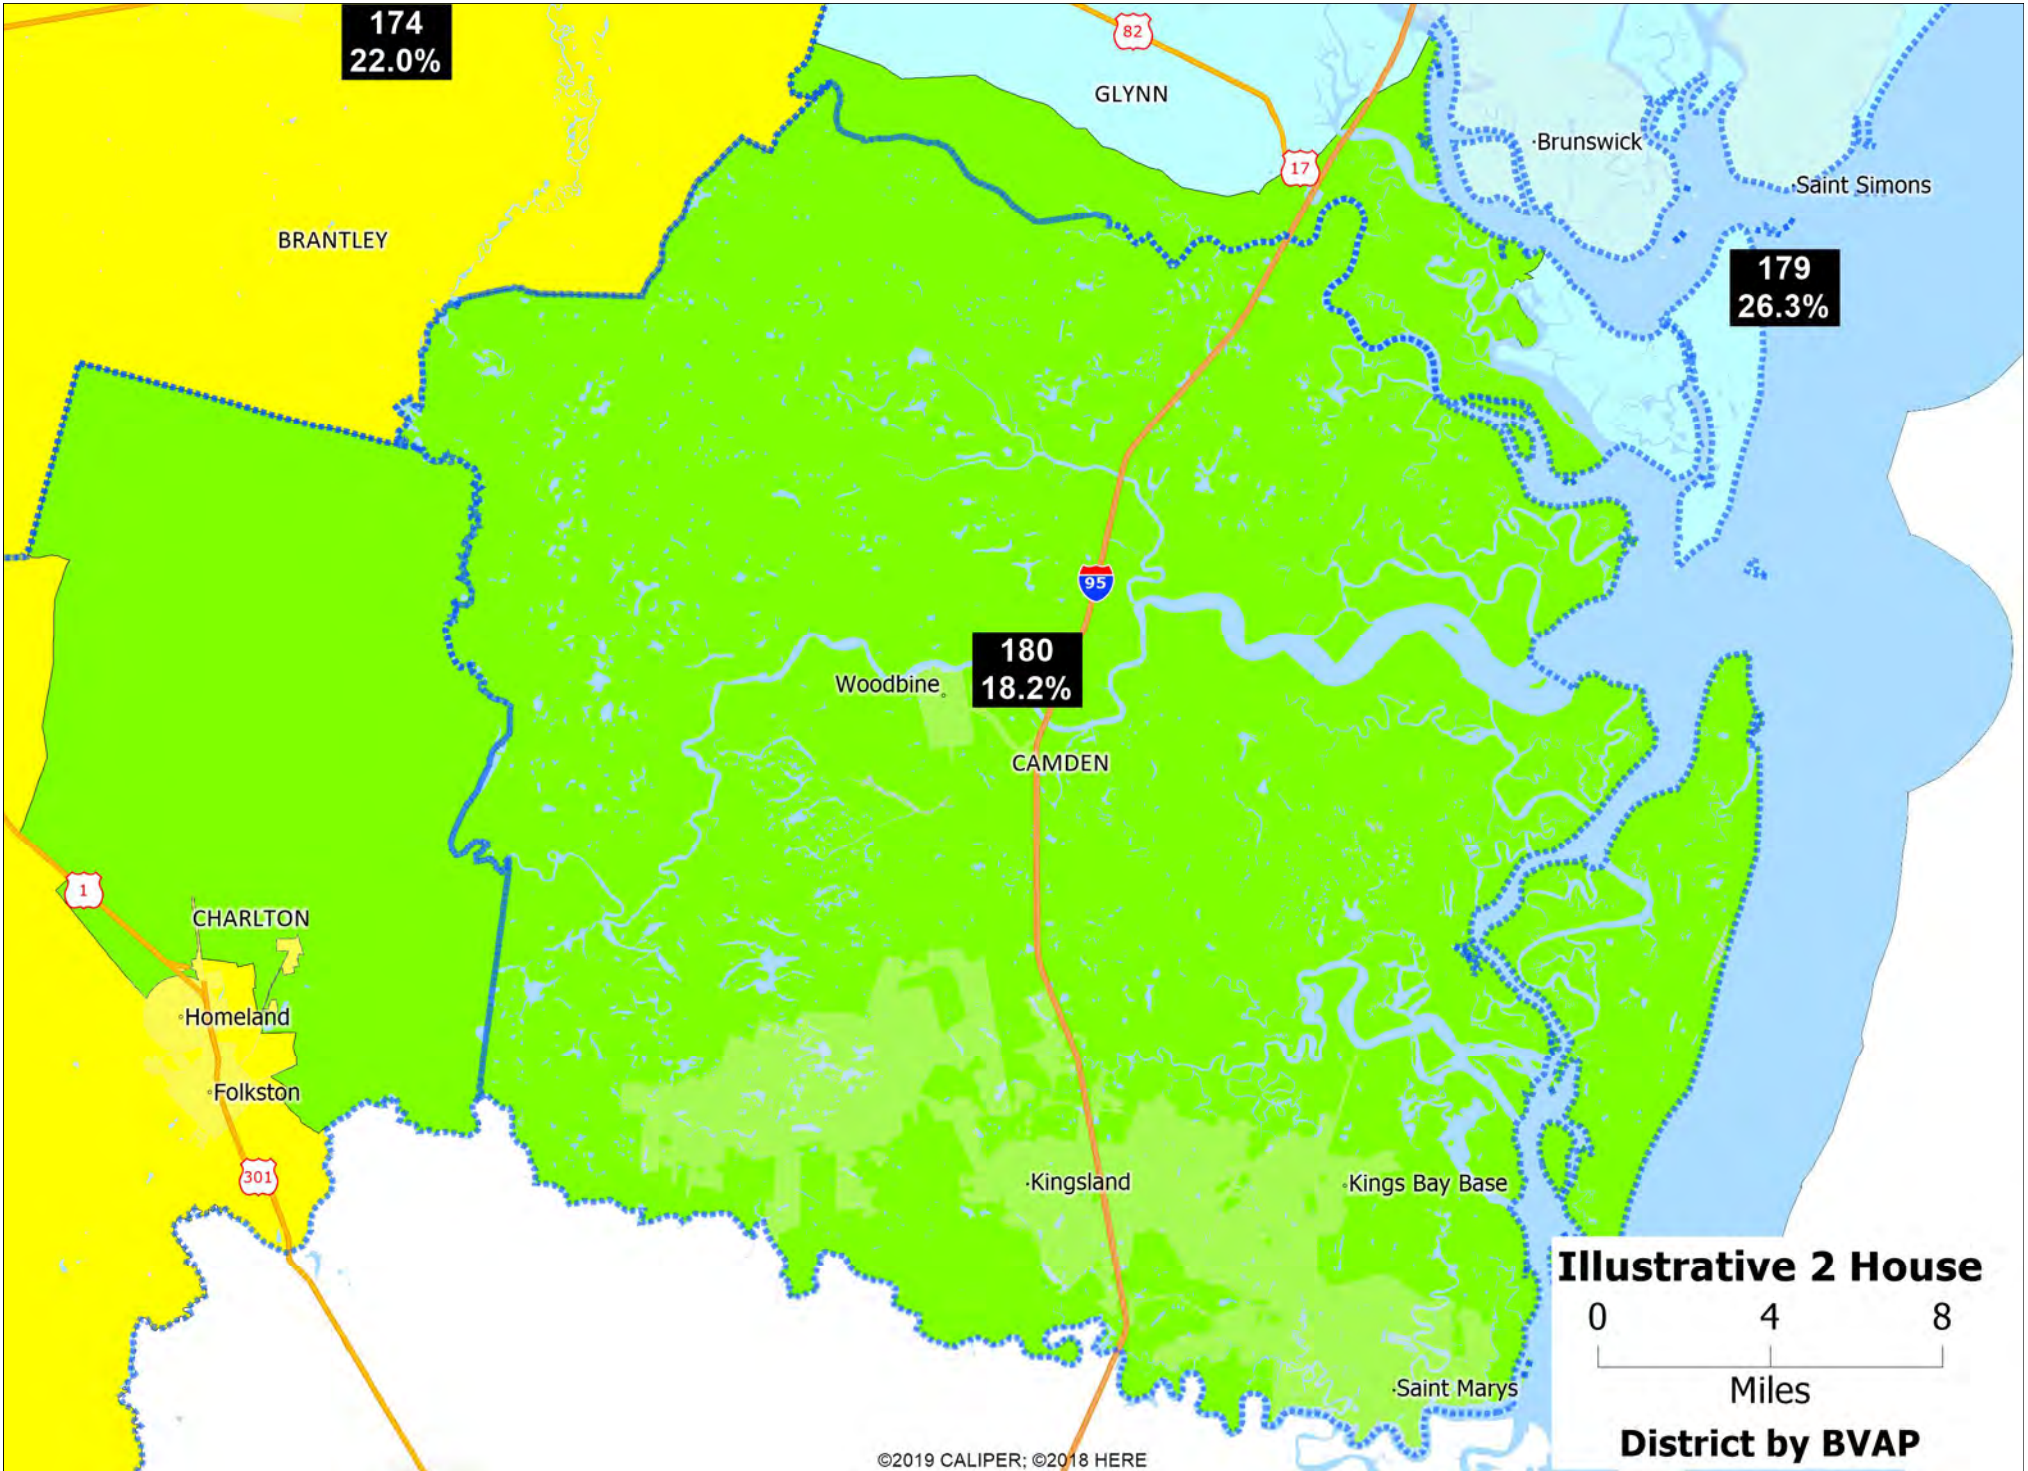 174
22.0%
82
GLYNN
Brunswick
17
Saint Simons
BRANTLEY
179
26.3%
95
180
18.2%
Woodbine
CAMDEN
1
CHARLTON
Homeland
Folkston
301
Kingsland
Kings Bay Base
Saint Marys
Illustrative 2 House
0 4 8
Miles
District by BVAP
©2019 CALIPER; ©2018 HERE